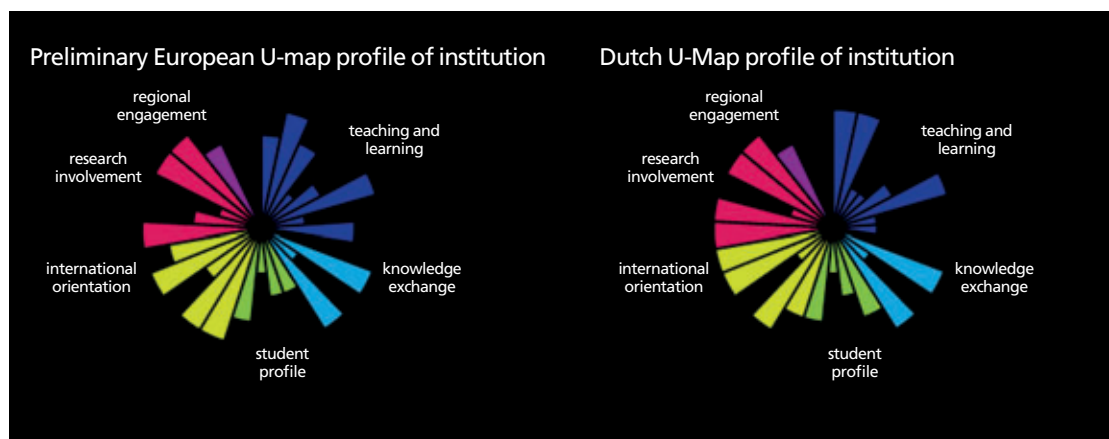 Preliminary European U-map profile of institution
regional
engagement
teaching and
learning
research
involvement
international
orientation
knowledge
exchange
student
profile
Dutch U-Map profile of institution
regional
engagement
teaching and
learning
research
involvement
international
orientation
knowledge
exchange
student
profile